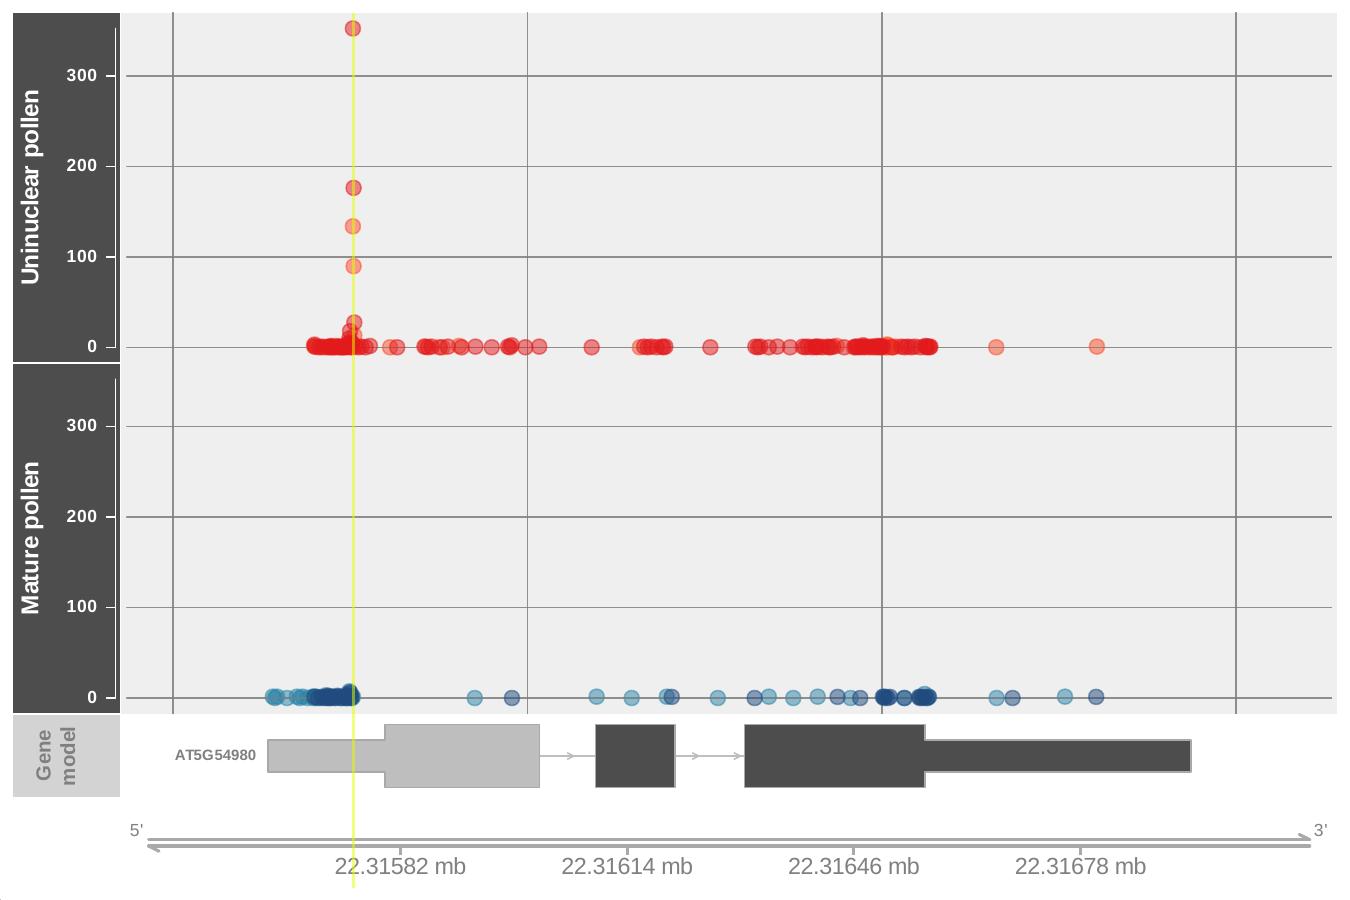 Uninuclear pollen
300
200
100
0
Mature pollen
300
200
100
0
Gene
model
AT5G54980
5'
3'
22.31582 mb
22.31614 mb
22.31646 mb
22.31678 mb